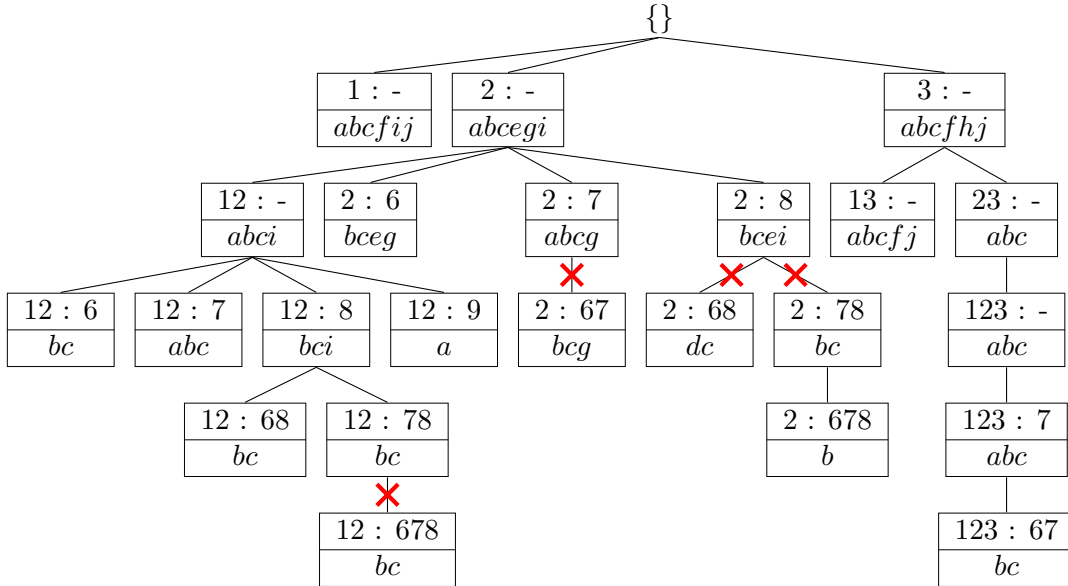 {}
1 : - 2 : - 3 : -
abcfij abcegi abcfhj
12 : - 2 : 6 2 : 7 2 : 8 13 : - 23 : -
abci bceg abcg bcei abcfj abc
12 : 6 12 : 7 12 : 8 12 : 9 2 : 67 2 : 68 2 : 78 123 : -
bc abc bci a bcg dc bc abc
12 : 68 12 : 78 2 : 678 123 : 7
bc bc b abc
12 : 678 123 : 67
bc bc